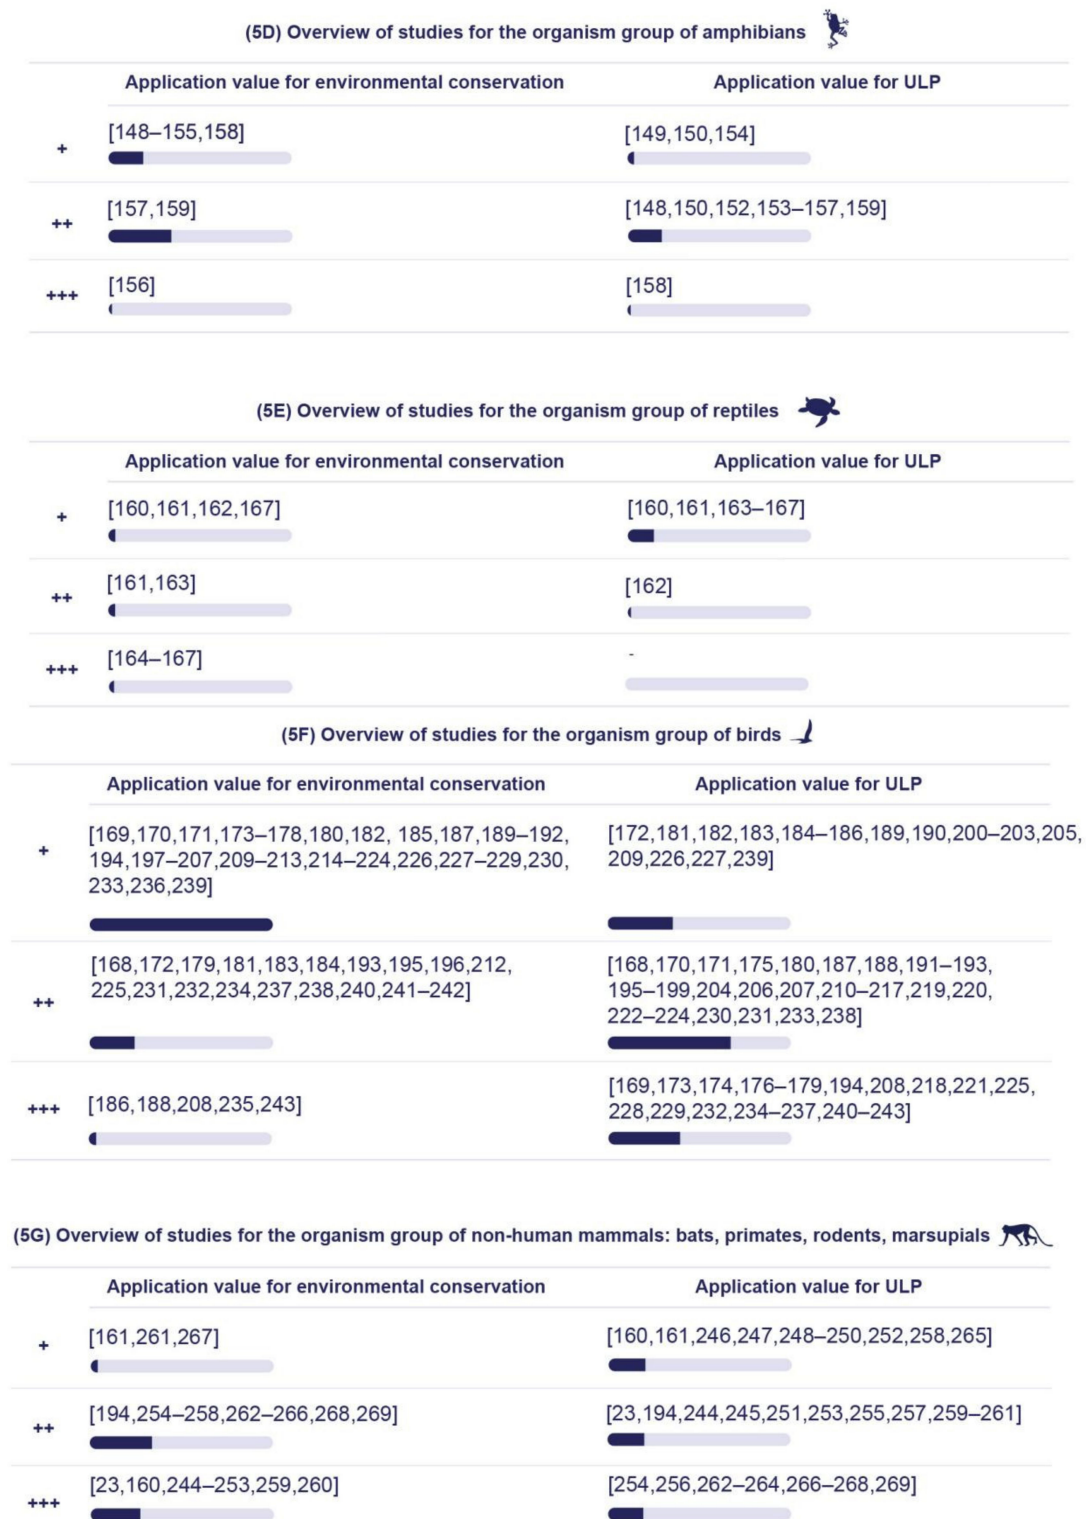 (5D) Overview of studies for the organism group of amphibians
Application value for environmental conservation Application value for ULP
+ [148–155,158] [149,150,154]
++ [157,159] [148,150,152,153–157,159]
+++ [156] [158]
(5E) Overview of studies for the organism group of reptiles
Application value for environmental conservation Application value for ULP
+ [160,161,162,167] [160,161,163–167]
++ [161,163] [162]
+++ [164–167] -
(5F) Overview of studies for the organism group of birds
Application value for environmental conservation Application value for ULP
+ [169,170,171,173–178,180,182, 185,187,189–192, [172,181,182,183,184–186,189,190,200–203,205,
194,197–207,209–213,214–224,226,227–229,230, 209,226,227,239]
233,236,239]
++ [168,172,179,181,183,184,193,195,196,212, [168,170,171,175,180,187,188,191–193,
225,231,232,234,237,238,240,241–242] 195–199,204,206,207,210–217,219,220,
222–224,230,231,233,238]
+++ [186,188,208,235,243] [169,173,174,176–179,194,208,218,221,225,
228,229,232,234–237,240–243]
(5G) Overview of studies for the organism group of non-human mammals: bats, primates, rodents, marsupials
Application value for environmental conservation Application value for ULP
+ [161,261,267] [160,161,246,247,248–250,252,258,265]
++ [194,254–258,262–266,268,269] [23,194,244,245,251,253,255,257,259–261]
+++ [23,160,244–253,259,260] [254,256,262–264,266–268,269]